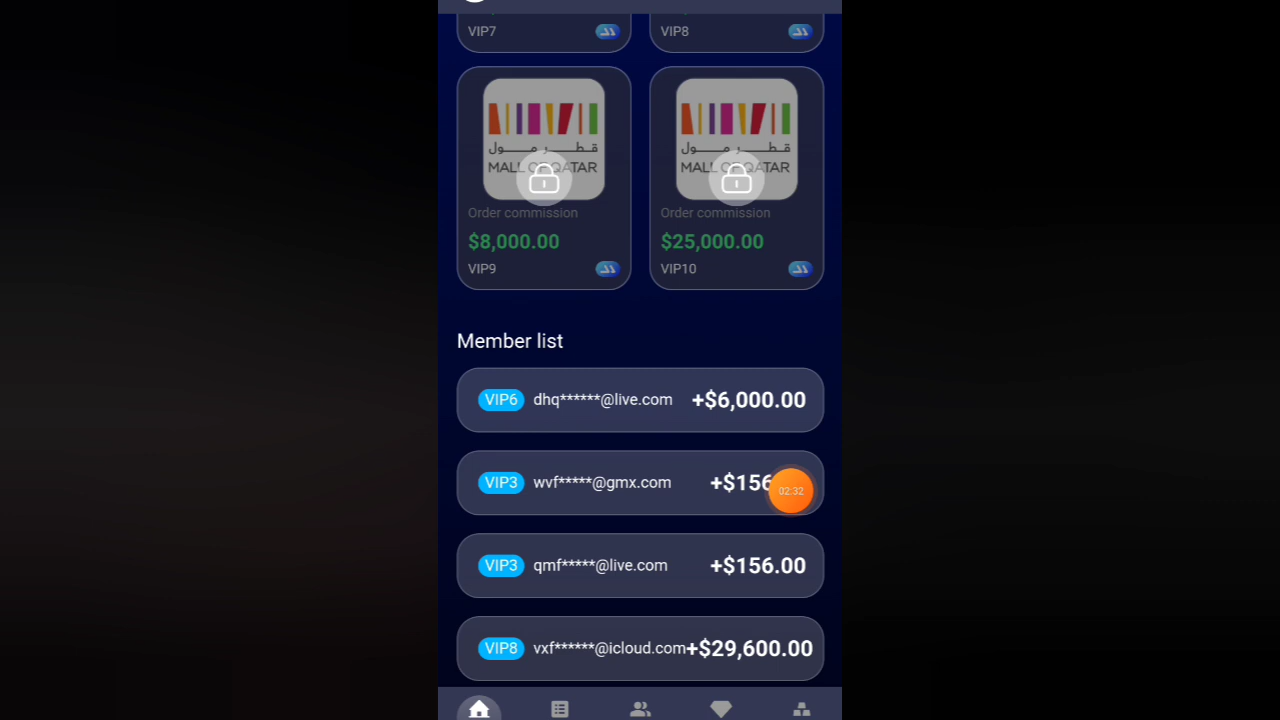 VIP7
VIP8
قطر مول
MALL OF QATAR
Order commission
$8,000.00
VIP9
قطر مول
MALL OF QATAR
Order commission
$25,000.00
VIP10
Member list
VIP6 dhq******@live.com +$6,000.00
VIP3 wvf*****@gmx.com +$156
02:32
VIP3 qmf*****@live.com +$156.00
VIP8 vxf******@icloud.com +$29,600.00